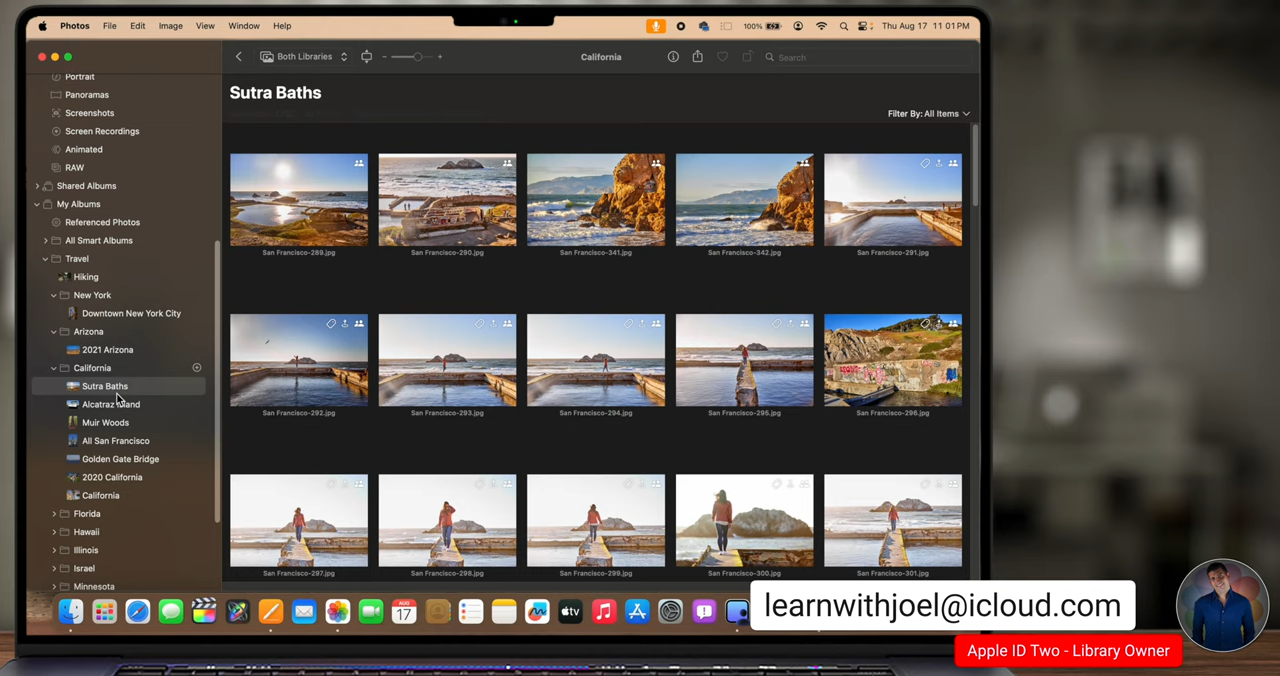 Photos File Edit Image View Window Help
100%
Thu Aug 17 11:01 PM
Both Libraries
California
Search
Portrait
Panoramas
Screenshots
Screen Recordings
Animated
RAW
Shared Albums
My Albums
Referenced Photos
All Smart Albums
Travel
Hiking
New York
Downtown New York City
Arizona
2021 Arizona
California
Sutra Baths
Alcatraz Island
Muir Woods
All San Francisco
Golden Gate Bridge
2020 California
California
Florida
Hawaii
Illinois
Israel
Minnesota
Sutra Baths
Filter By: All Items
San Francisco-289.jpg
San Francisco-290.jpg
San Francisco-341.jpg
San Francisco-342.jpg
San Francisco-291.jpg
San Francisco-292.jpg
San Francisco-293.jpg
San Francisco-294.jpg
San Francisco-295.jpg
San Francisco-296.jpg
San Francisco-297.jpg
San Francisco-298.jpg
San Francisco-299.jpg
San Francisco-300.jpg
San Francisco-301.jpg
AUG
17
tv
learnwithjoel@icloud.com
Apple ID Two - Library Owner